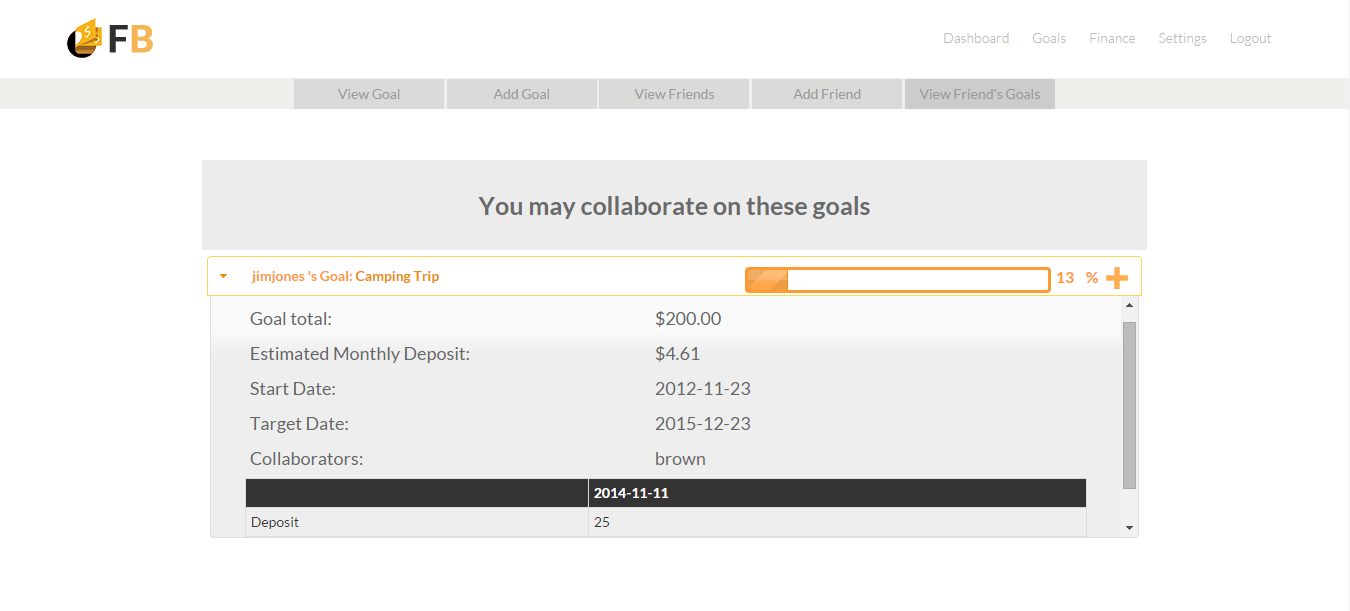 FB
Dashboard Goals Finance Settings Logout
View Goal Add Goal View Friends Add Friend View Friend's Goals
You may collaborate on these goals
jimjones 's Goal: Camping Trip 13 %
Goal total: $200.00
Estimated Monthly Deposit: $4.61
Start Date: 2012-11-23
Target Date: 2015-12-23
Collaborators: brown
2014-11-11
Deposit 25